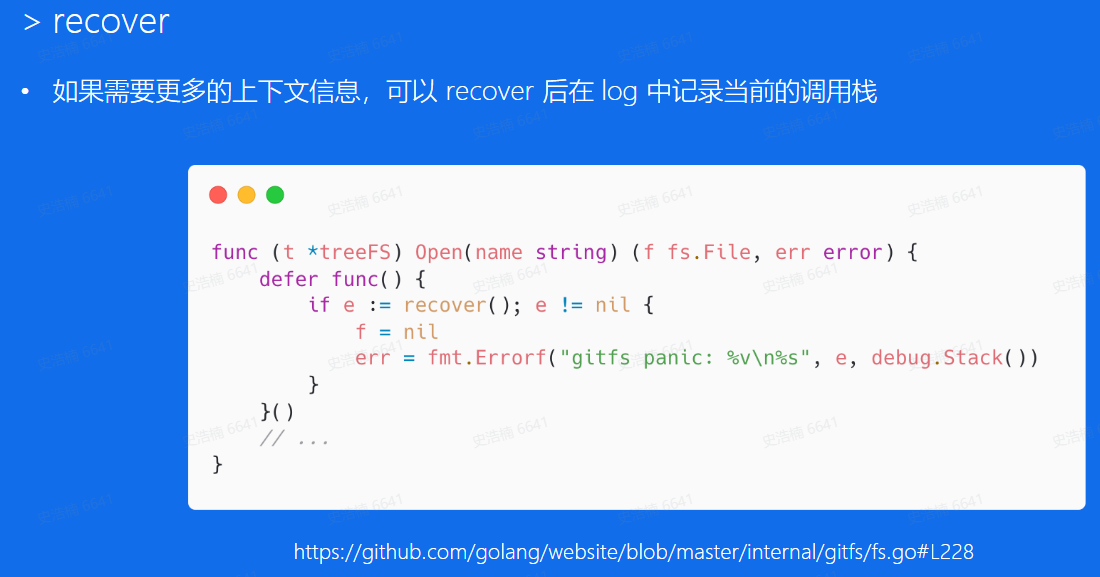 > recover
• 如果需要更多的上下文信息，可以 recover 后在 log 中记录当前的调用栈
func (t *treeFS) Open(name string) (f fs.File, err error) {
    defer func() {
        if e := recover(); e != nil {
            f = nil
            err = fmt.Errorf("gitfs panic: %v\n%s", e, debug.Stack())
        }
    }()
    // ...
}
https://github.com/golang/website/blob/master/internal/gitfs/fs.go#L228
史浩楠 6641